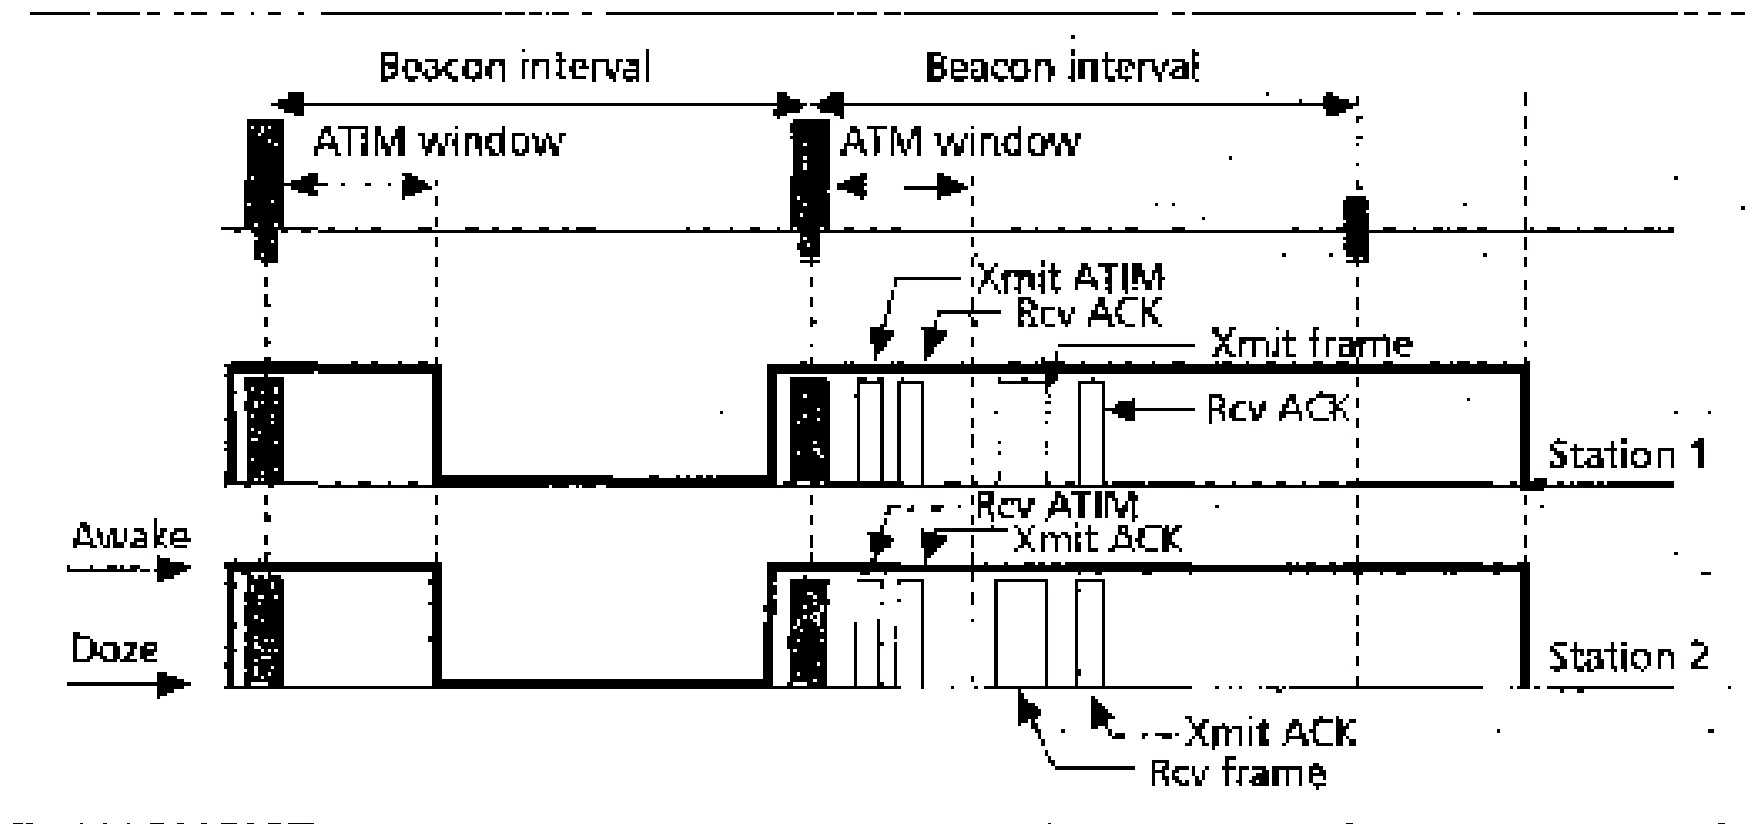 Beacon interval Beacon interval
ATIM window ATM window
Xmit ATIM
Rcv ACK
Xmit frame
Rcv ACK
Station 1
Rcv ATIM
Xmit ACK
Awake
Doze
Station 2
Xmit ACK
Rcv frame